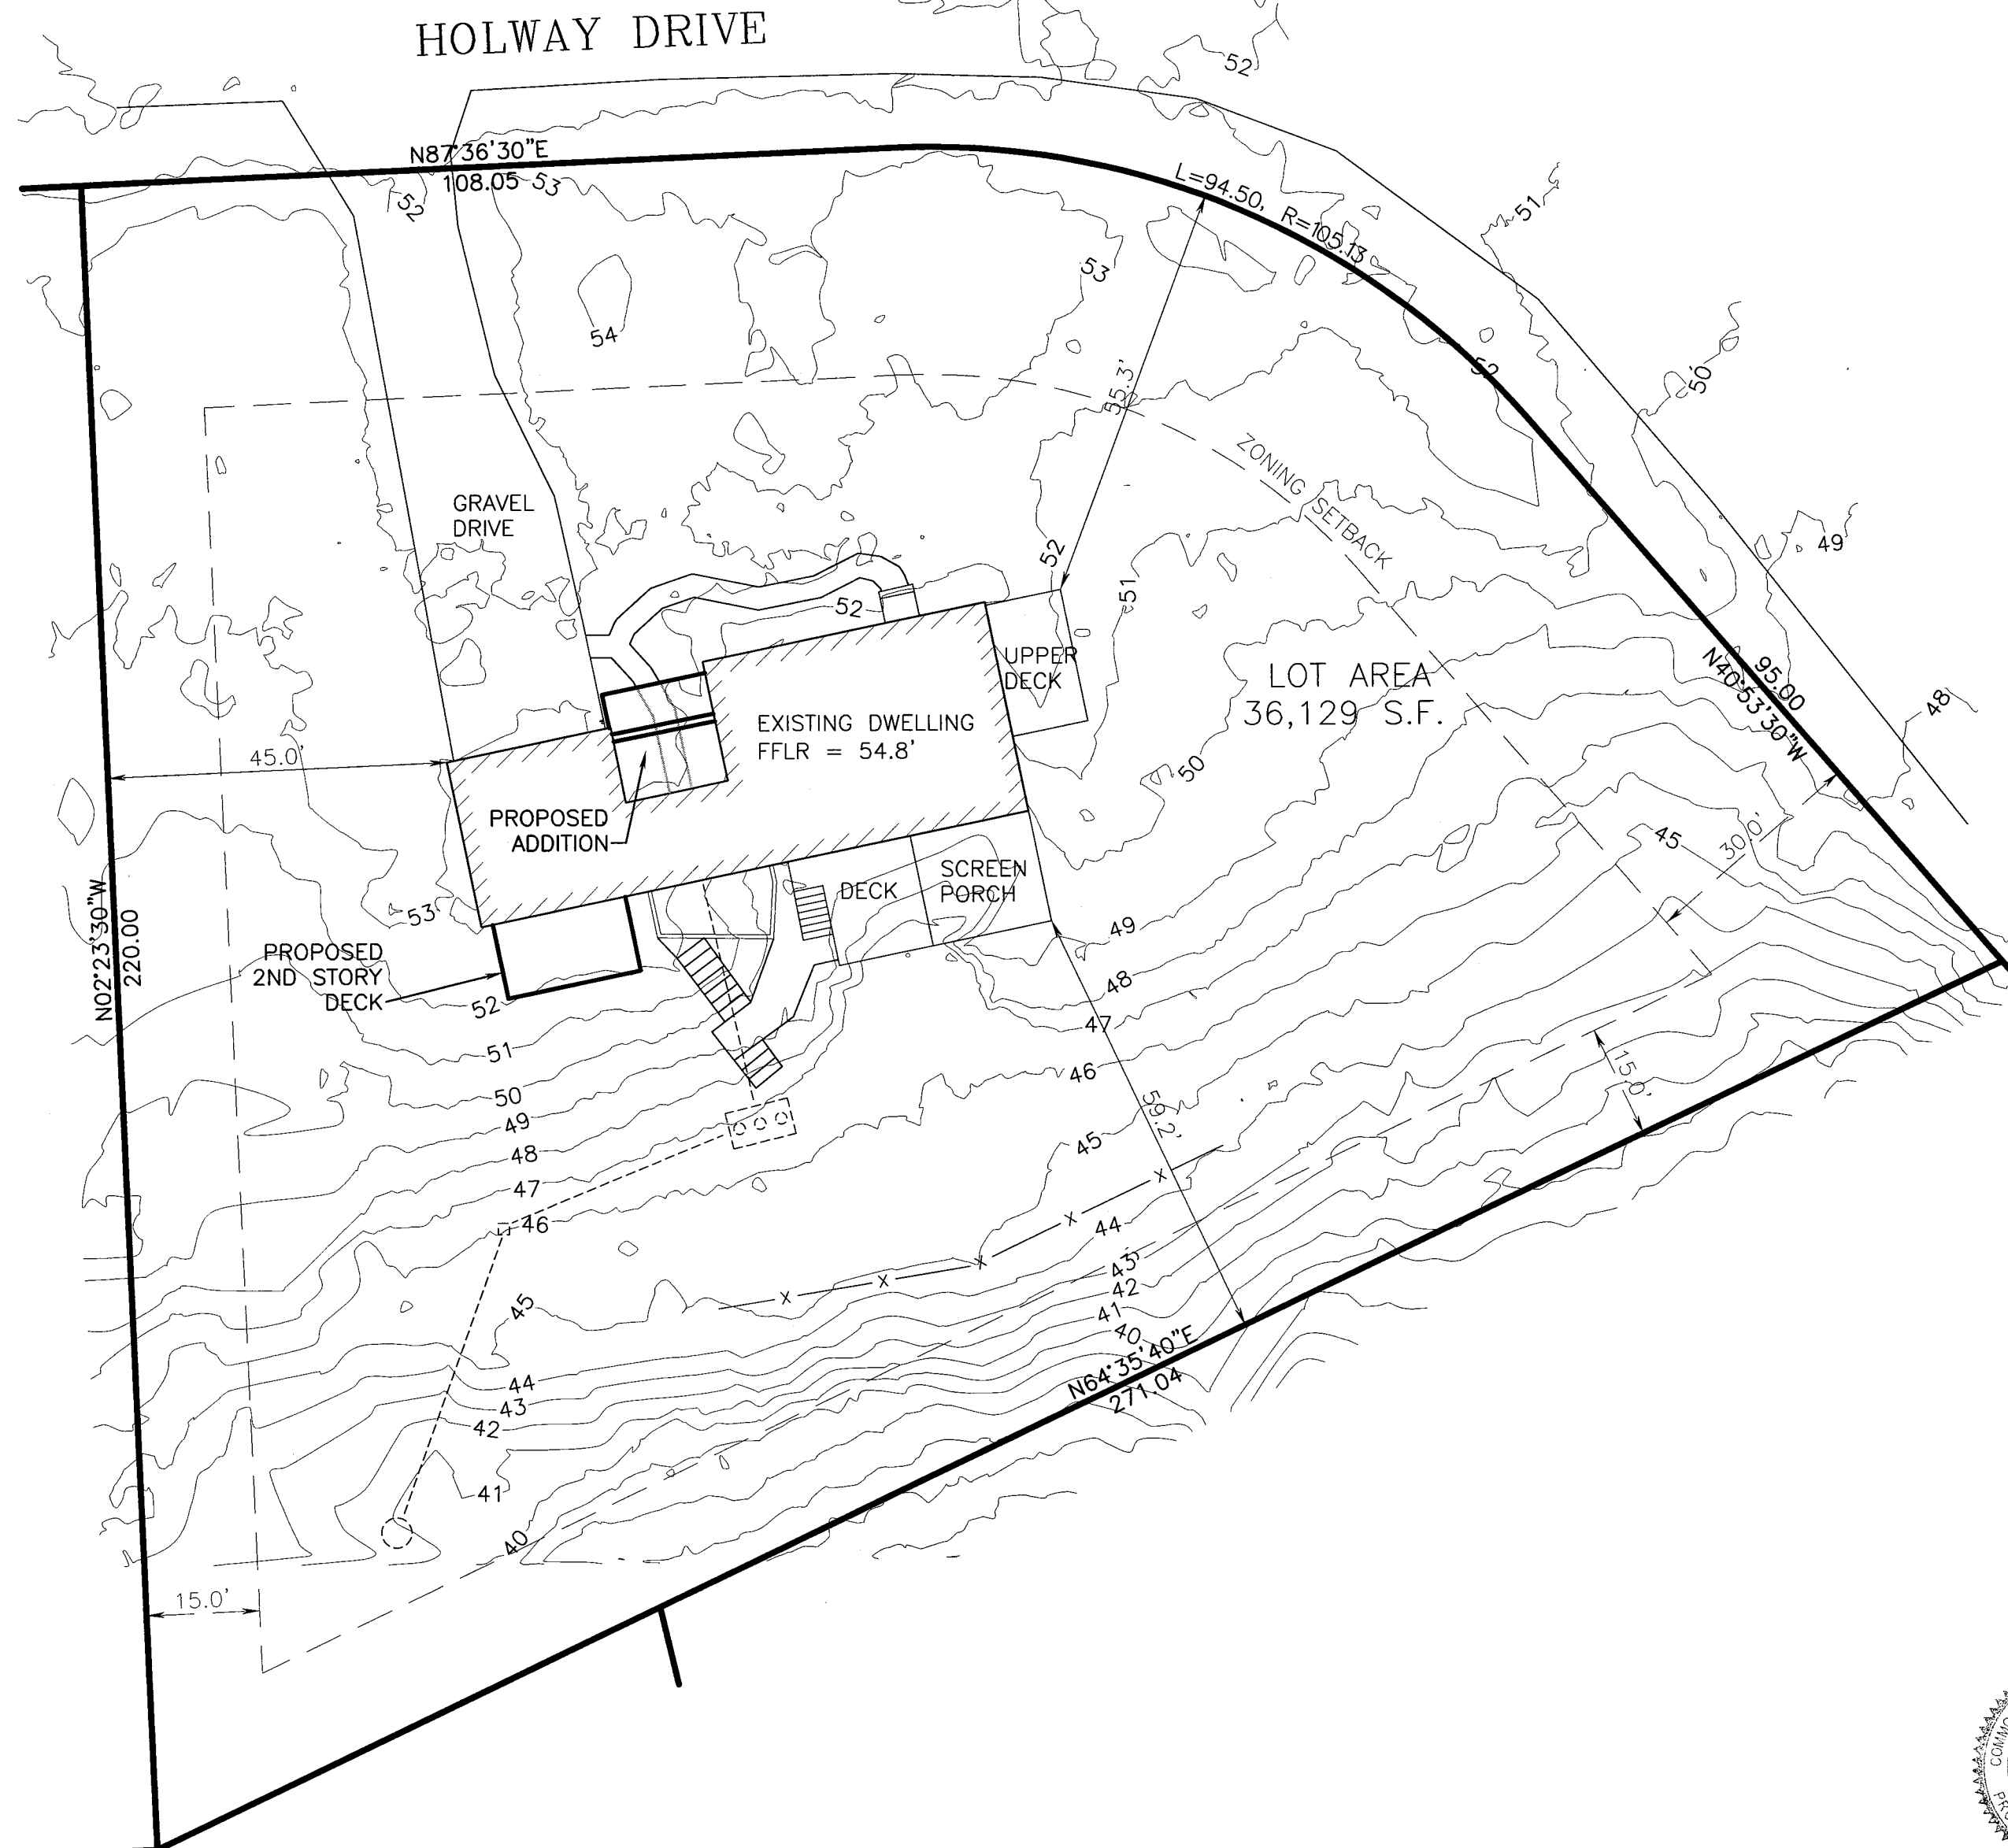 HOLWAY DRIVE
52
N87°36'30"E
108.05
53
52
L=94.50, R=105.13
51
53
54
52
50
55.3'
ZONING SETBACK
GRAVEL
DRIVE
49
52
51
52
UPPER
DECK
LOT AREA
36,129 S.F.
95.00
N40°53'30"W
48
EXISTING DWELLING
FFLR = 54.8'
45.0'
50
PROPOSED
ADDITION
45
30.0'
DECK
SCREEN
PORCH
53
49
N02°23'30"W
220.00
PROPOSED
2ND STORY
DECK
52
48
47
51
46
15.0'
50
49
59.2'
45
48
47
46
X
X
44
X
X
X
43
42
41
40
45
N64°35'40"E
271.04
44
43
42
41
40
15.0'